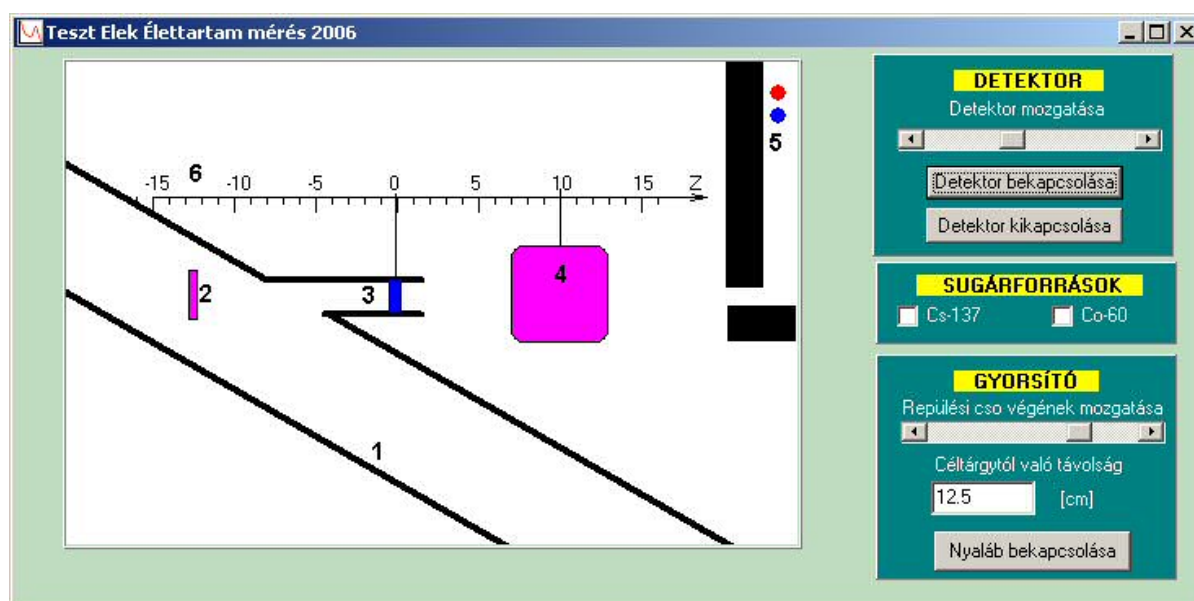 Teszt Elek Élettartam mérés 2006
-15 6 -10 -5 0 5 10 15 Z
5
2
3
4
1
DETEKTOR
Detektor mozgatása
Detektor bekapcsolása
Detektor kikapcsolása
SUGÁRFORRÁSOK
Cs-137 Co-60
GYORSÍTÓ
Repülési cso végének mozgatása
Céltárgytól való távolság
12.5 [cm]
Nyaláb bekapcsolása